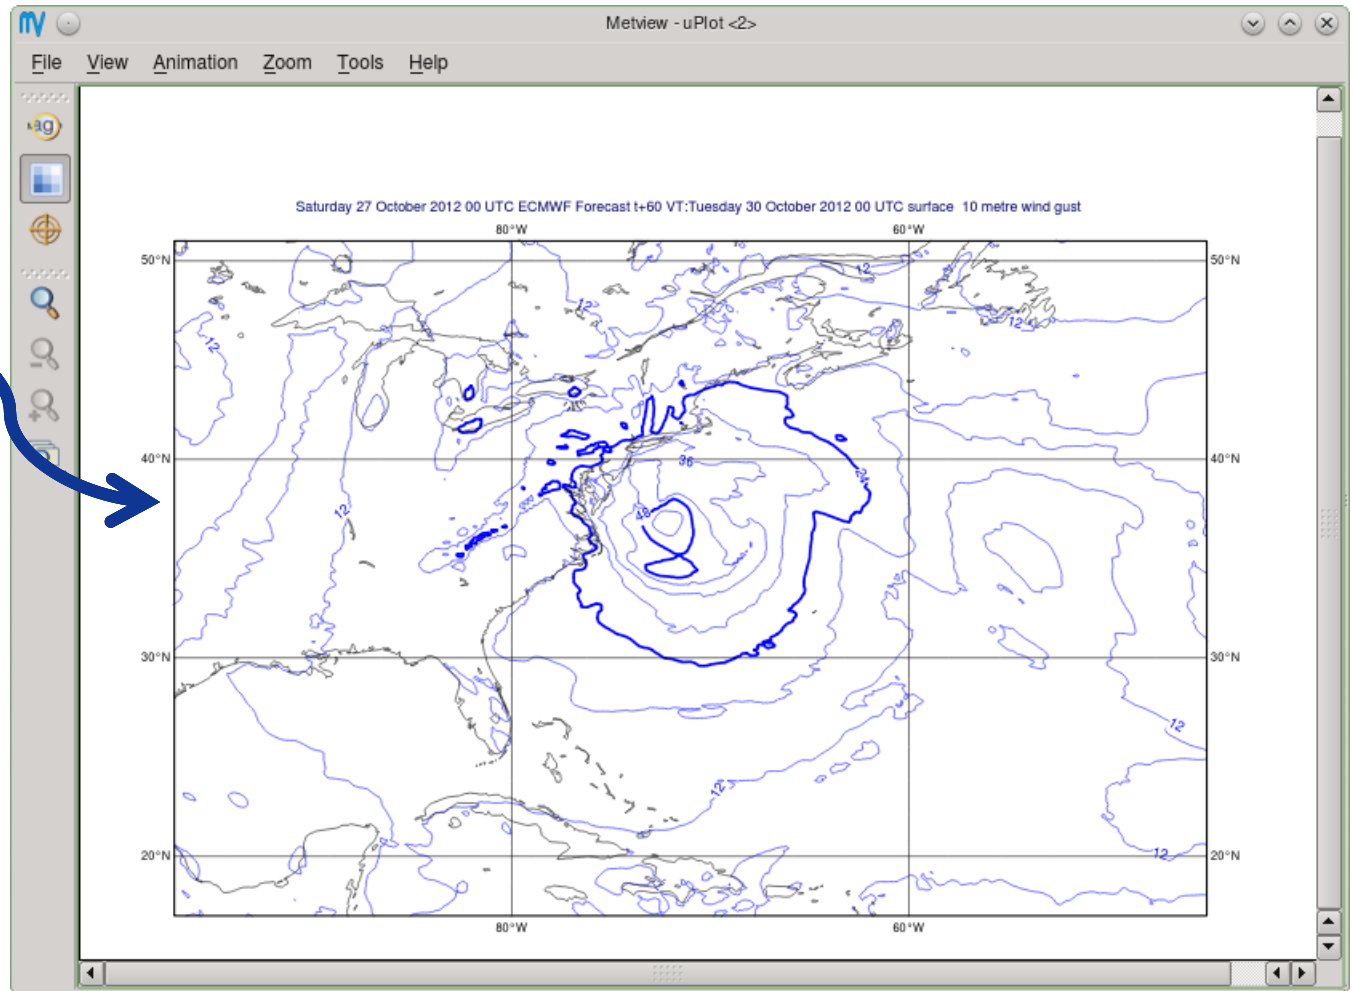 Metview - uPlot <2>
File View Animation Zoom Tools Help
ag
Saturday 27 October 2012 00 UTC ECMWF Forecast t+60 VT:Tuesday 30 October 2012 00 UTC surface 10 metre wind gust
80°W 60°W
50°N 12 50°N
12
12
12
40°N 36 24 40°N
12 48
30°N 30°N
12
12
20°N 12 20°N
80°W 60°W